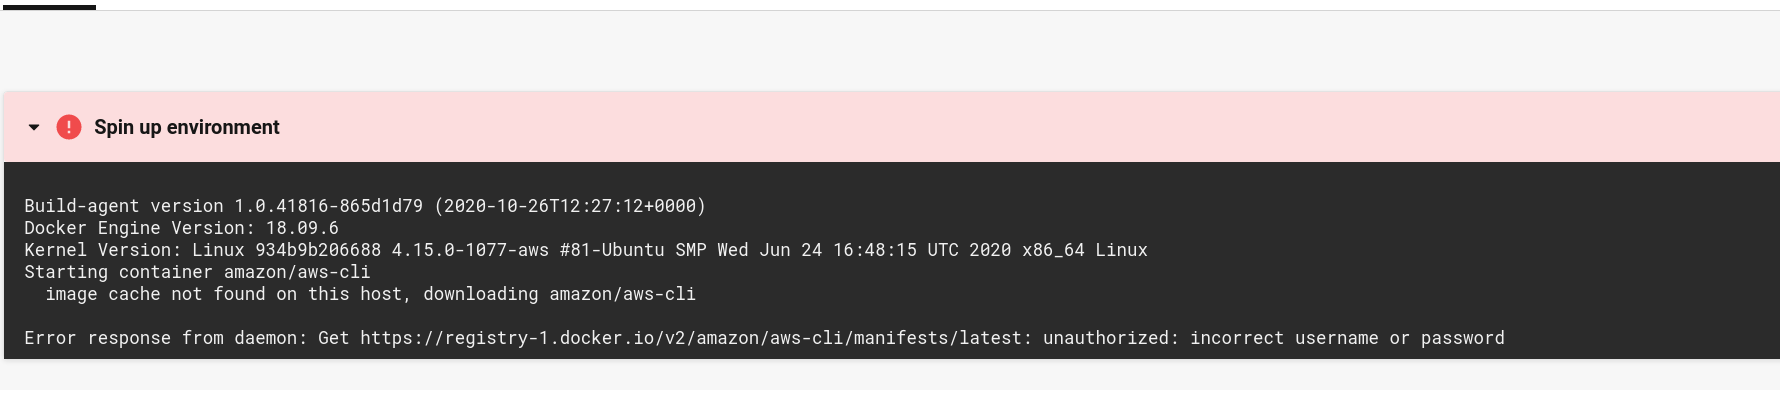 Spin up environment
Build-agent version 1.0.41816-865d1d79 (2020-10-26T12:27:12+0000)
Docker Engine Version: 18.09.6
Kernel Version: Linux 934b9b206688 4.15.0-1077-aws #81-Ubuntu SMP Wed Jun 24 16:48:15 UTC 2020 x86_64 Linux
Starting container amazon/aws-cli
  image cache not found on this host, downloading amazon/aws-cli
Error response from daemon: Get https://registry-1.docker.io/v2/amazon/aws-cli/manifests/latest: unauthorized: incorrect username or password